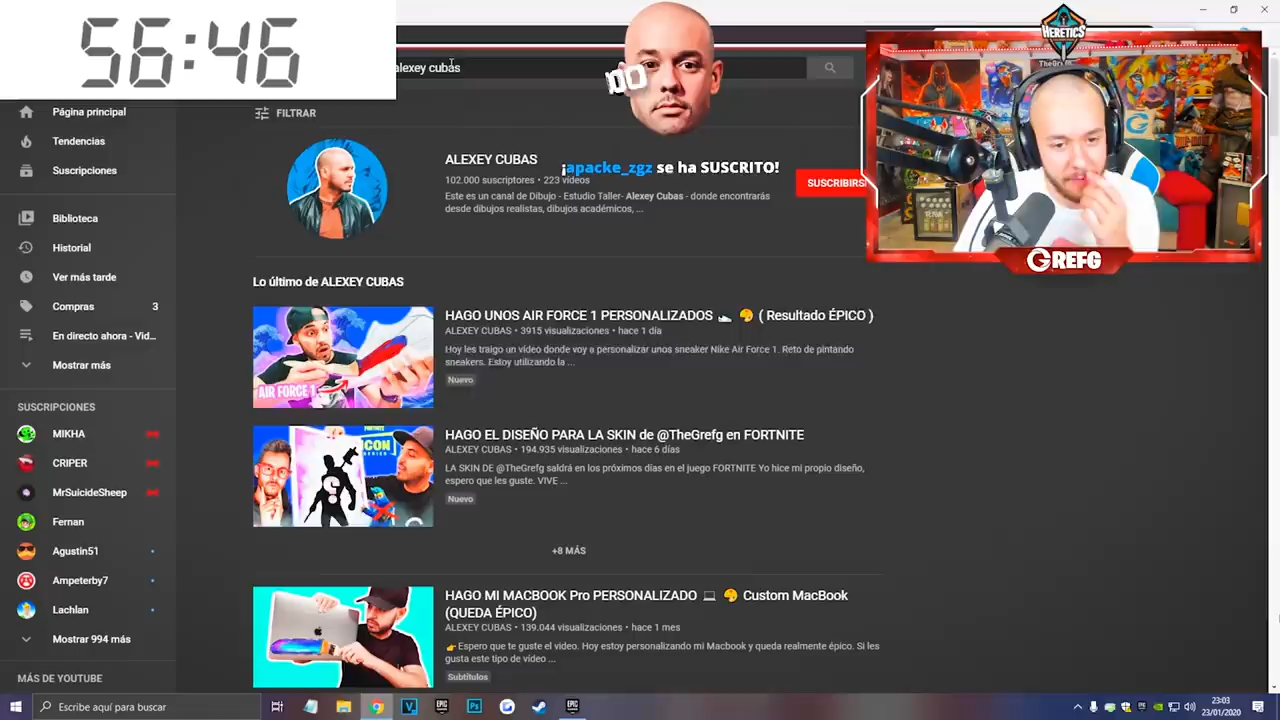 56:46
HERETICS
TheGrefg
alexey cubas
FILTRAR
Página principal
Tendencias
Suscripciones
Biblioteca
Historial
Ver más tarde
Compras 3
En directo ahora - Vid...
Mostrar más
SUSCRIPCIONES
MIKHA
CRIPER
MrSuicideSheep
Fernan
Agustin51
Ampeterby7
Lachlan
Mostrar 994 más
MÁS DE YOUTUBE
ALEXEY CUBAS
102.000 suscriptores • 223 vídeos
Este es un canal de Dibujo - Estudio Taller- Alexey Cubas - donde encontrarás
desde dibujos realistas, dibujos académicos, ...
¡apacke_zgz se ha SUSCRITO!
SUSCRIBIRSE
GREFG
Lo último de ALEXEY CUBAS
AIR FORCE 1
HAGO UNOS AIR FORCE 1 PERSONALIZADOS 👟 🎨 ( Resultado ÉPICO )
ALEXEY CUBAS • 3915 visualizaciones • hace 1 día
Hoy les traigo un vídeo donde voy a personalizar unos sneaker Nike Air Force 1. Reto de pintando
sneakers. Estoy utilizando la ...
Nuevo
FORTNITE
ICON
SERIES
HAGO EL DISEÑO PARA LA SKIN de @TheGrefg en FORTNITE
ALEXEY CUBAS • 194.935 visualizaciones • hace 6 días
LA SKIN DE @TheGrefg saldrá en los próximos días en el juego FORTNITE Yo hice mi propio diseño,
espero que les guste. VIVE ...
Nuevo
+8 MÁS
HAGO MI MACBOOK Pro PERSONALIZADO 💻 🎨 Custom MacBook
(QUEDA ÉPICO)
ALEXEY CUBAS • 139.044 visualizaciones • hace 1 mes
👉 Espero que te guste el video. Hoy estoy personalizando mi Macbook y queda realmente épico. Si les
gusta este tipo de vídeo ...
Subtítulos
Escribe aquí para buscar
23:03
23/01/2020